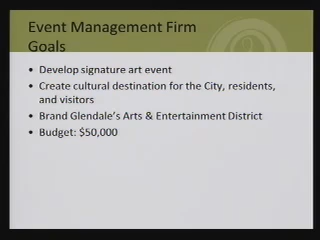 Event Management Firm
Goals
• Develop signature art event
• Create cultural destination for the City, residents,
and visitors
• Brand Glendale's Arts & Entertainment District
• Budget: $50,000